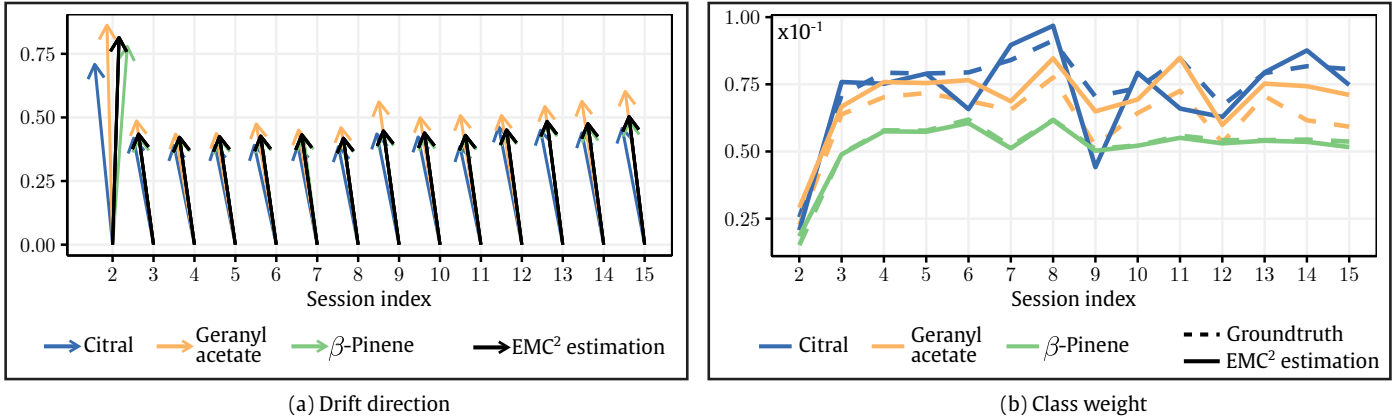 0.75
0.50
0.25
0.00
2 3 4 5 6 7 8 9 10 11 12 13 14 15
Session index
Citral
Geranyl
acetate
β-Pinene
EMC² estimation
(a) Drift direction
x10⁻¹
1.00
0.75
0.50
0.25
2 3 4 5 6 7 8 9 10 11 12 13 14 15
Session index
Citral
Geranyl
acetate
β-Pinene
Groundtruth
EMC² estimation
(b) Class weight